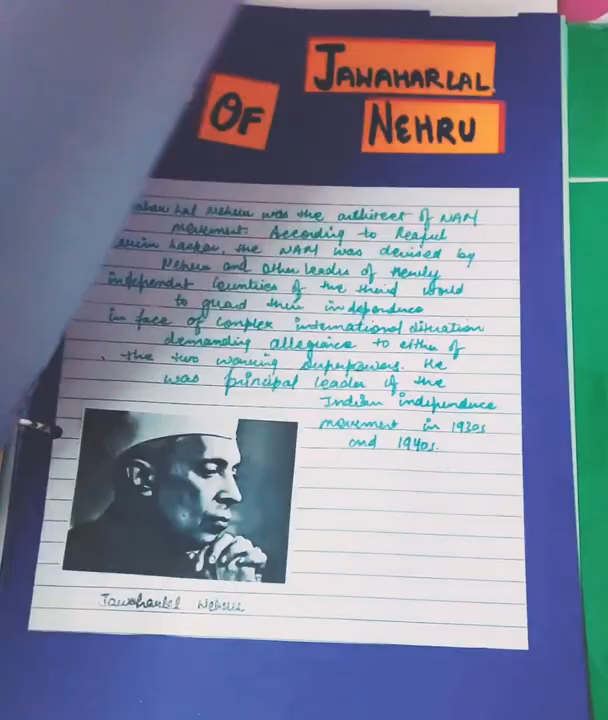 JAWAHARLAL
OF NEHRU
lal Nehru was the architect of NAM
movement. According to
the NAM was devised by
Nehru and other leaders of newly
independent countries of the third world
to guard their independence
in face of complex international situation
demanding allegiance to either of
the two warring superpowers. He
was principal leader of the
Indian independence
movement in 1930s
and 1940s.
Jawaharlal Nehru